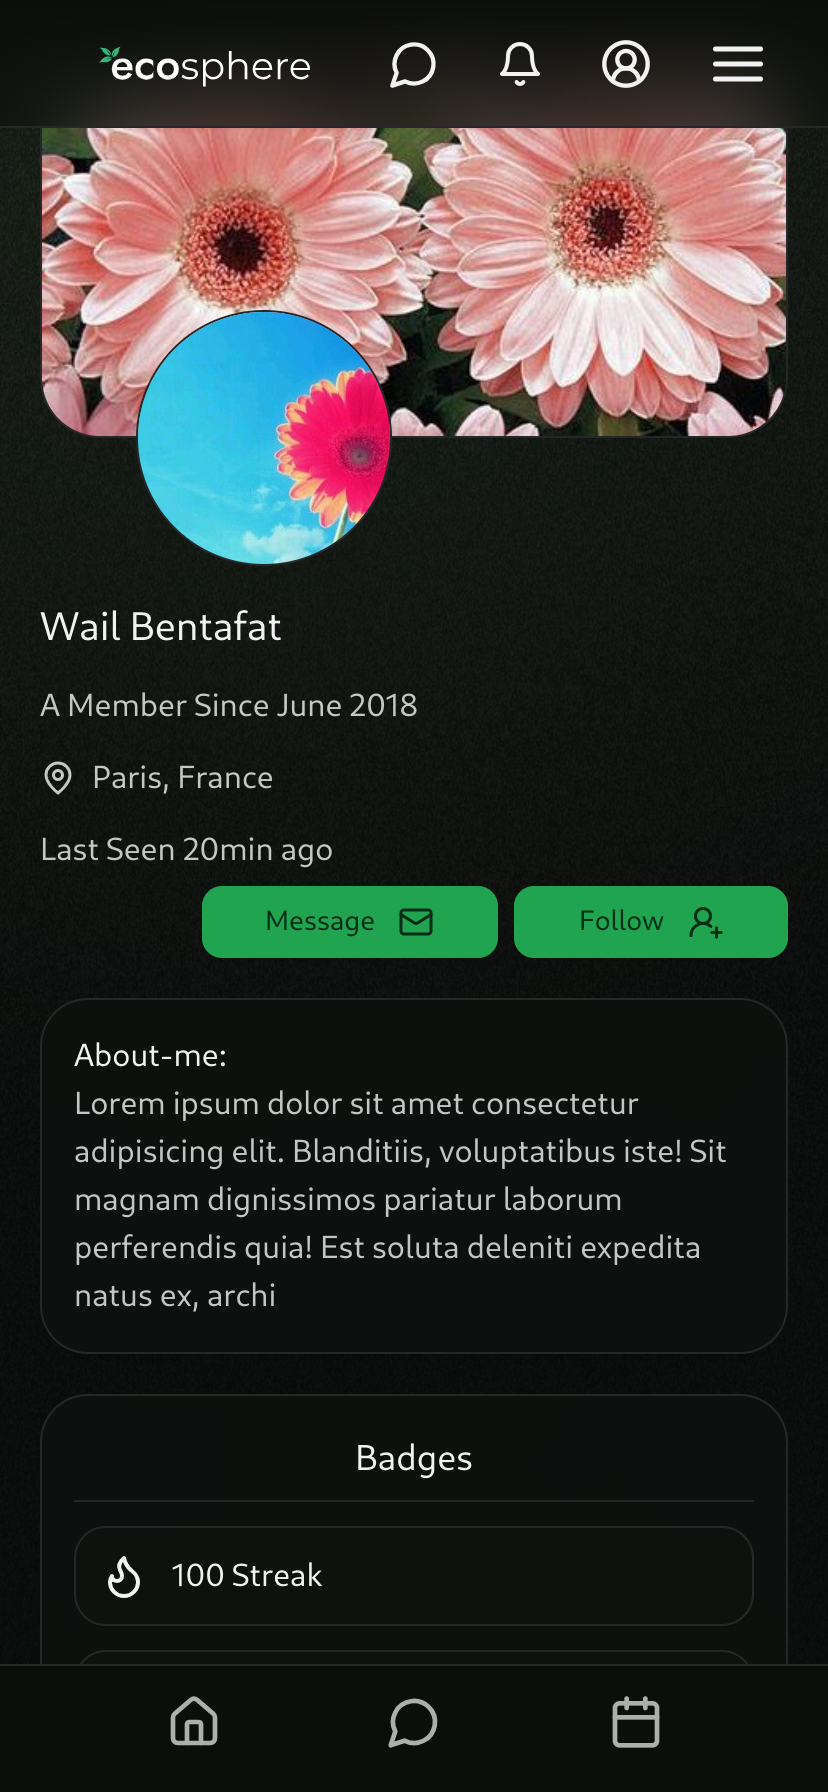 ecosphere
Wail Bentafat
A Member Since June 2018
Paris, France
Last Seen 20min ago
Message
Follow
About-me:
Lorem ipsum dolor sit amet consectetur
adipisicing elit. Blanditiis, voluptatibus iste! Sit
magnam dignissimos pariatur laborum
perferendis quia! Est soluta deleniti expedita
natus ex, archi
Badges
100 Streak